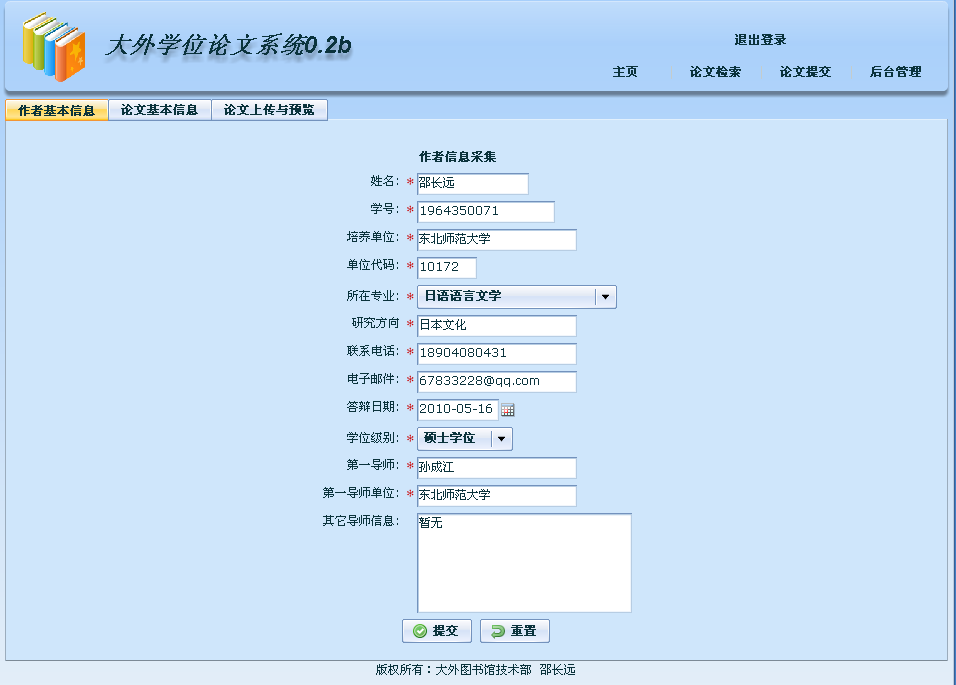 大外学位论文系统0.2b
退出登录
主页 论文检索 论文提交 后台管理
作者基本信息 论文基本信息 论文上传与预览
作者信息采集
姓名: * 邵长远
学号: * 1964350071
培养单位: * 东北师范大学
单位代码: * 10172
所在专业: * 日语语言文学
研究方向 * 日本文化
联系电话: * 18904080431
电子邮件: * 67833228@qq.com
答辩日期: * 2010-05-16
学位级别: * 硕士学位
第一导师: * 孙成江
第一导师单位: * 东北师范大学
其它导师信息: 暂无
提交 重置
版权所有：大外图书馆技术部 邵长远